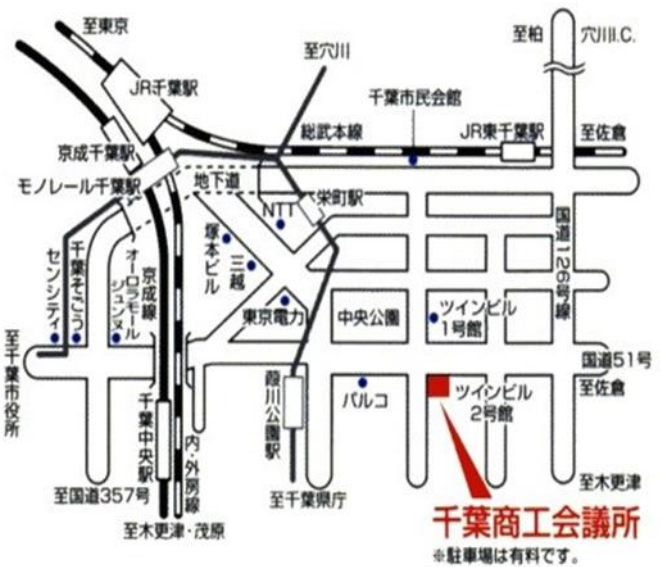 至東京
至穴川
至柏
穴川I.C.
JR千葉駅
千葉市民会館
総武本線
JR東千葉駅
至佐倉
京成千葉駅
モノレール千葉駅
地下道
栄町駅
NTT
塚本ビル
三越
国道126号線
センシティ
千葉そごう
オーロラモール
ジュンヌ
京成線
東京電力
中央公園
ツインビル
1号館
至千葉市役所
国道51号
至佐倉
葭川公園駅
パルコ
ツインビル
2号館
千葉中央駅
内・外房線
至国道357号
至千葉県庁
至木更津
至木更津・茂原
千葉商工会議所
※駐車場は有料です。